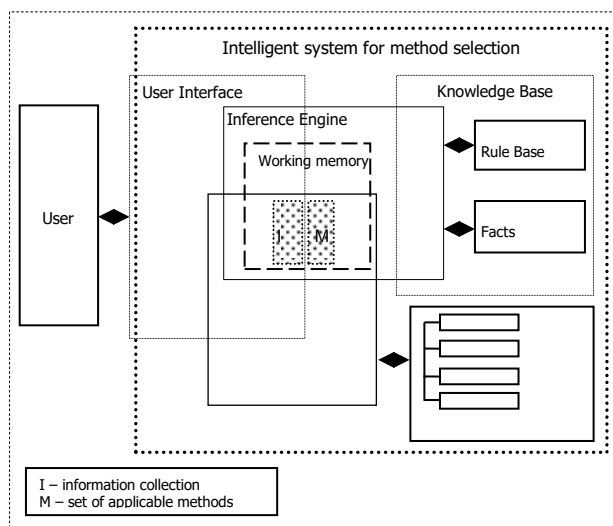 Intelligent system for method selection
User Interface
Knowledge Base
Inference Engine
Working memory
Rule Base
User
Facts
I
M
I – information collection
M – set of applicable methods